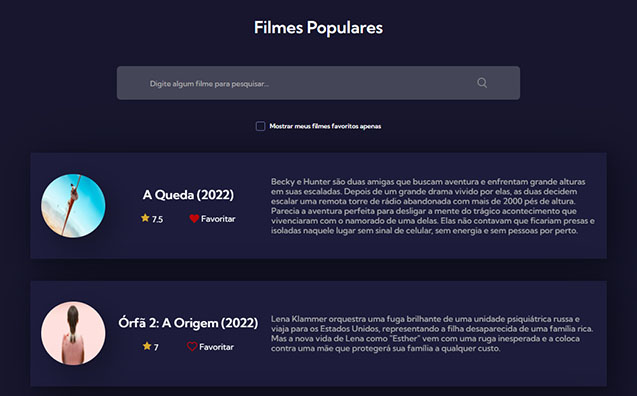 Filmes Populares
Digite algum filme para pesquisar...
Mostrar meus filmes favoritos apenas
A Queda (2022)
7.5 Favoritar
Becky e Hunter são duas amigas que buscam aventura e enfrentam grande alturas
em suas escaladas. Depois de um grande drama vivido por elas, as duas decidem
escalar uma remota torre de rádio abandonada com mais de 2000 pés de altura.
Parecia a aventura perfeita para desligar a mente do trágico acontecimento que
vivenciaram com o namorado de uma delas. Elas não contavam que ficariam presas e
isoladas naquele lugar sem sinal de celular, sem energia e sem pessoas por perto.
Órfã 2: A Origem (2022)
7 Favoritar
Lena Klammer orquestra uma fuga brilhante de uma unidade psiquiátrica russa e
viaja para os Estados Unidos, representando a filha desaparecida de uma família rica.
Mas a nova vida de Lena como "Esther" vem com uma ruga inesperada e a coloca
contra uma mãe que protegerá sua família a qualquer custo.